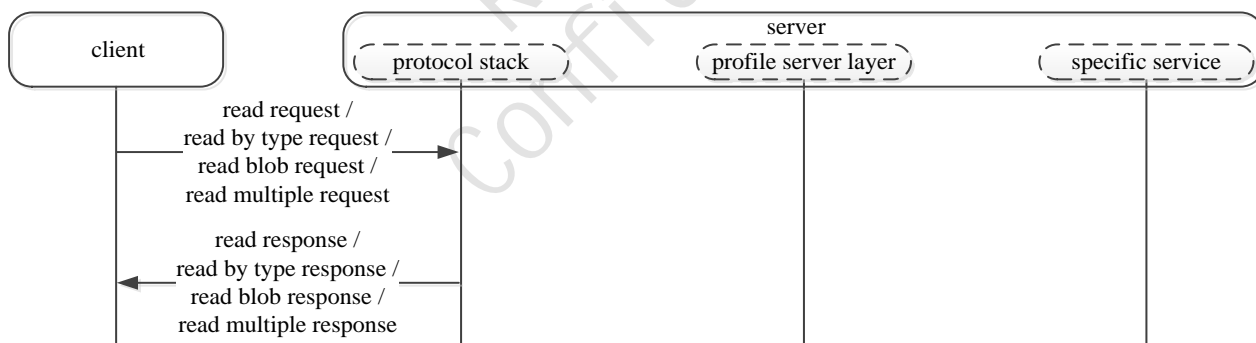 client
server
protocol stack
profile server layer
specific service
read request /
read by type request /
read blob request /
read multiple request
read response /
read by type response /
read blob response /
read multiple response